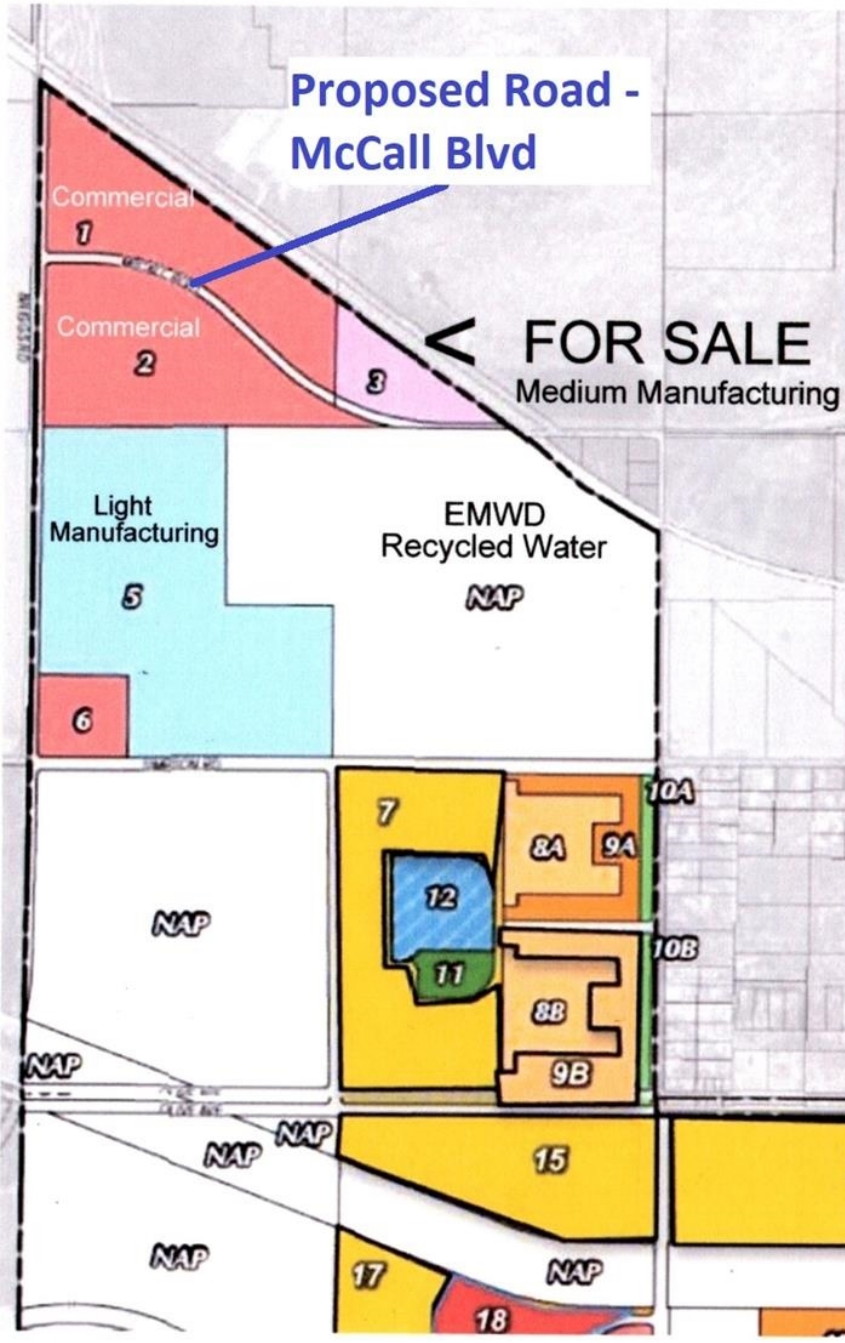 Proposed Road -
McCall Blvd
Commercial
1
Commercial
2
3
< FOR SALE
Medium Manufacturing
Light
Manufacturing
5
EMWD
Recycled Water
NAP
6
7
8A
9A
10A
12
11
NAP
10B
8B
9B
NAP
OLIVE AVE
NAP
NAP
15
NAP
17
NAP
18